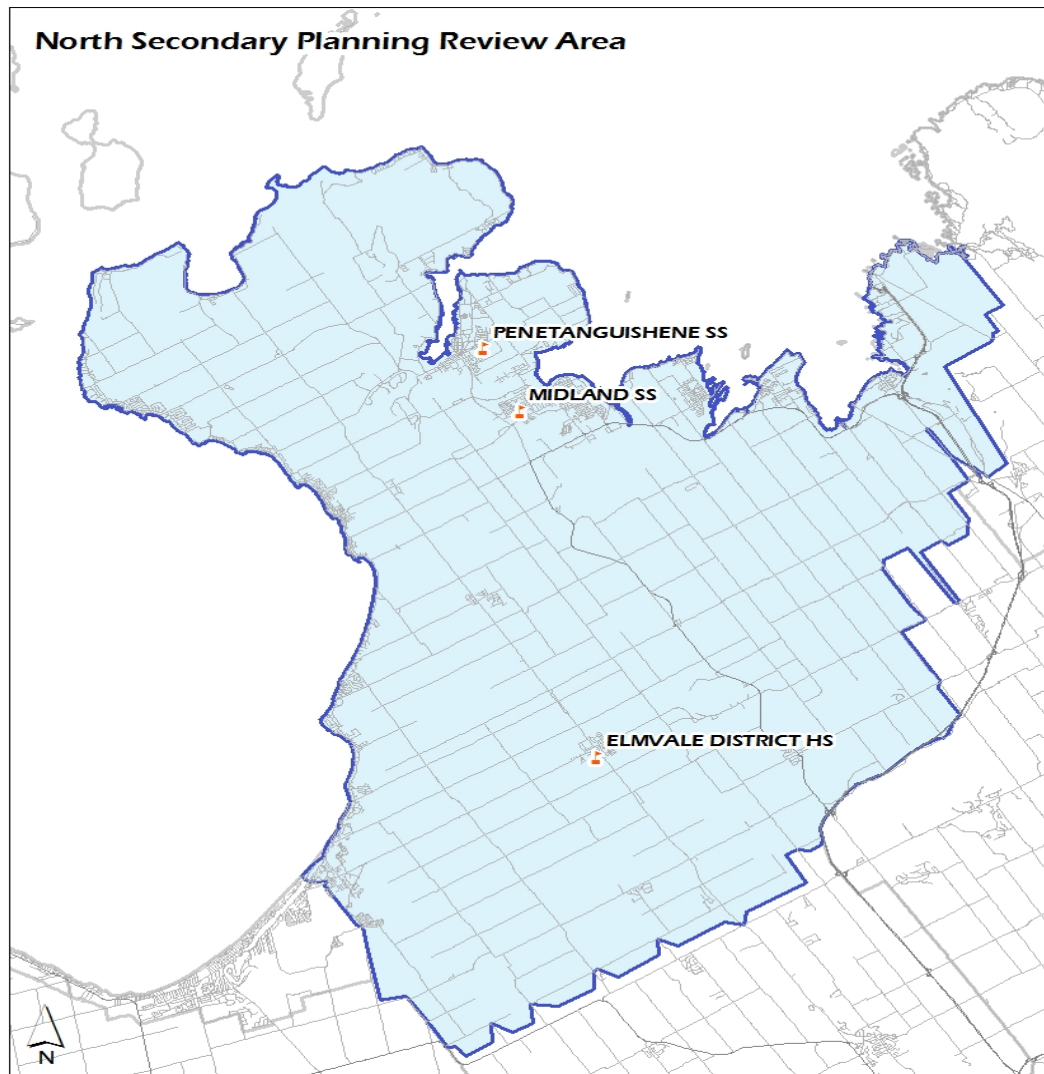 North Secondary Planning Review Area
PENETANGUISHENE SS
MIDLAND SS
ELMVALE DISTRICT HS
N